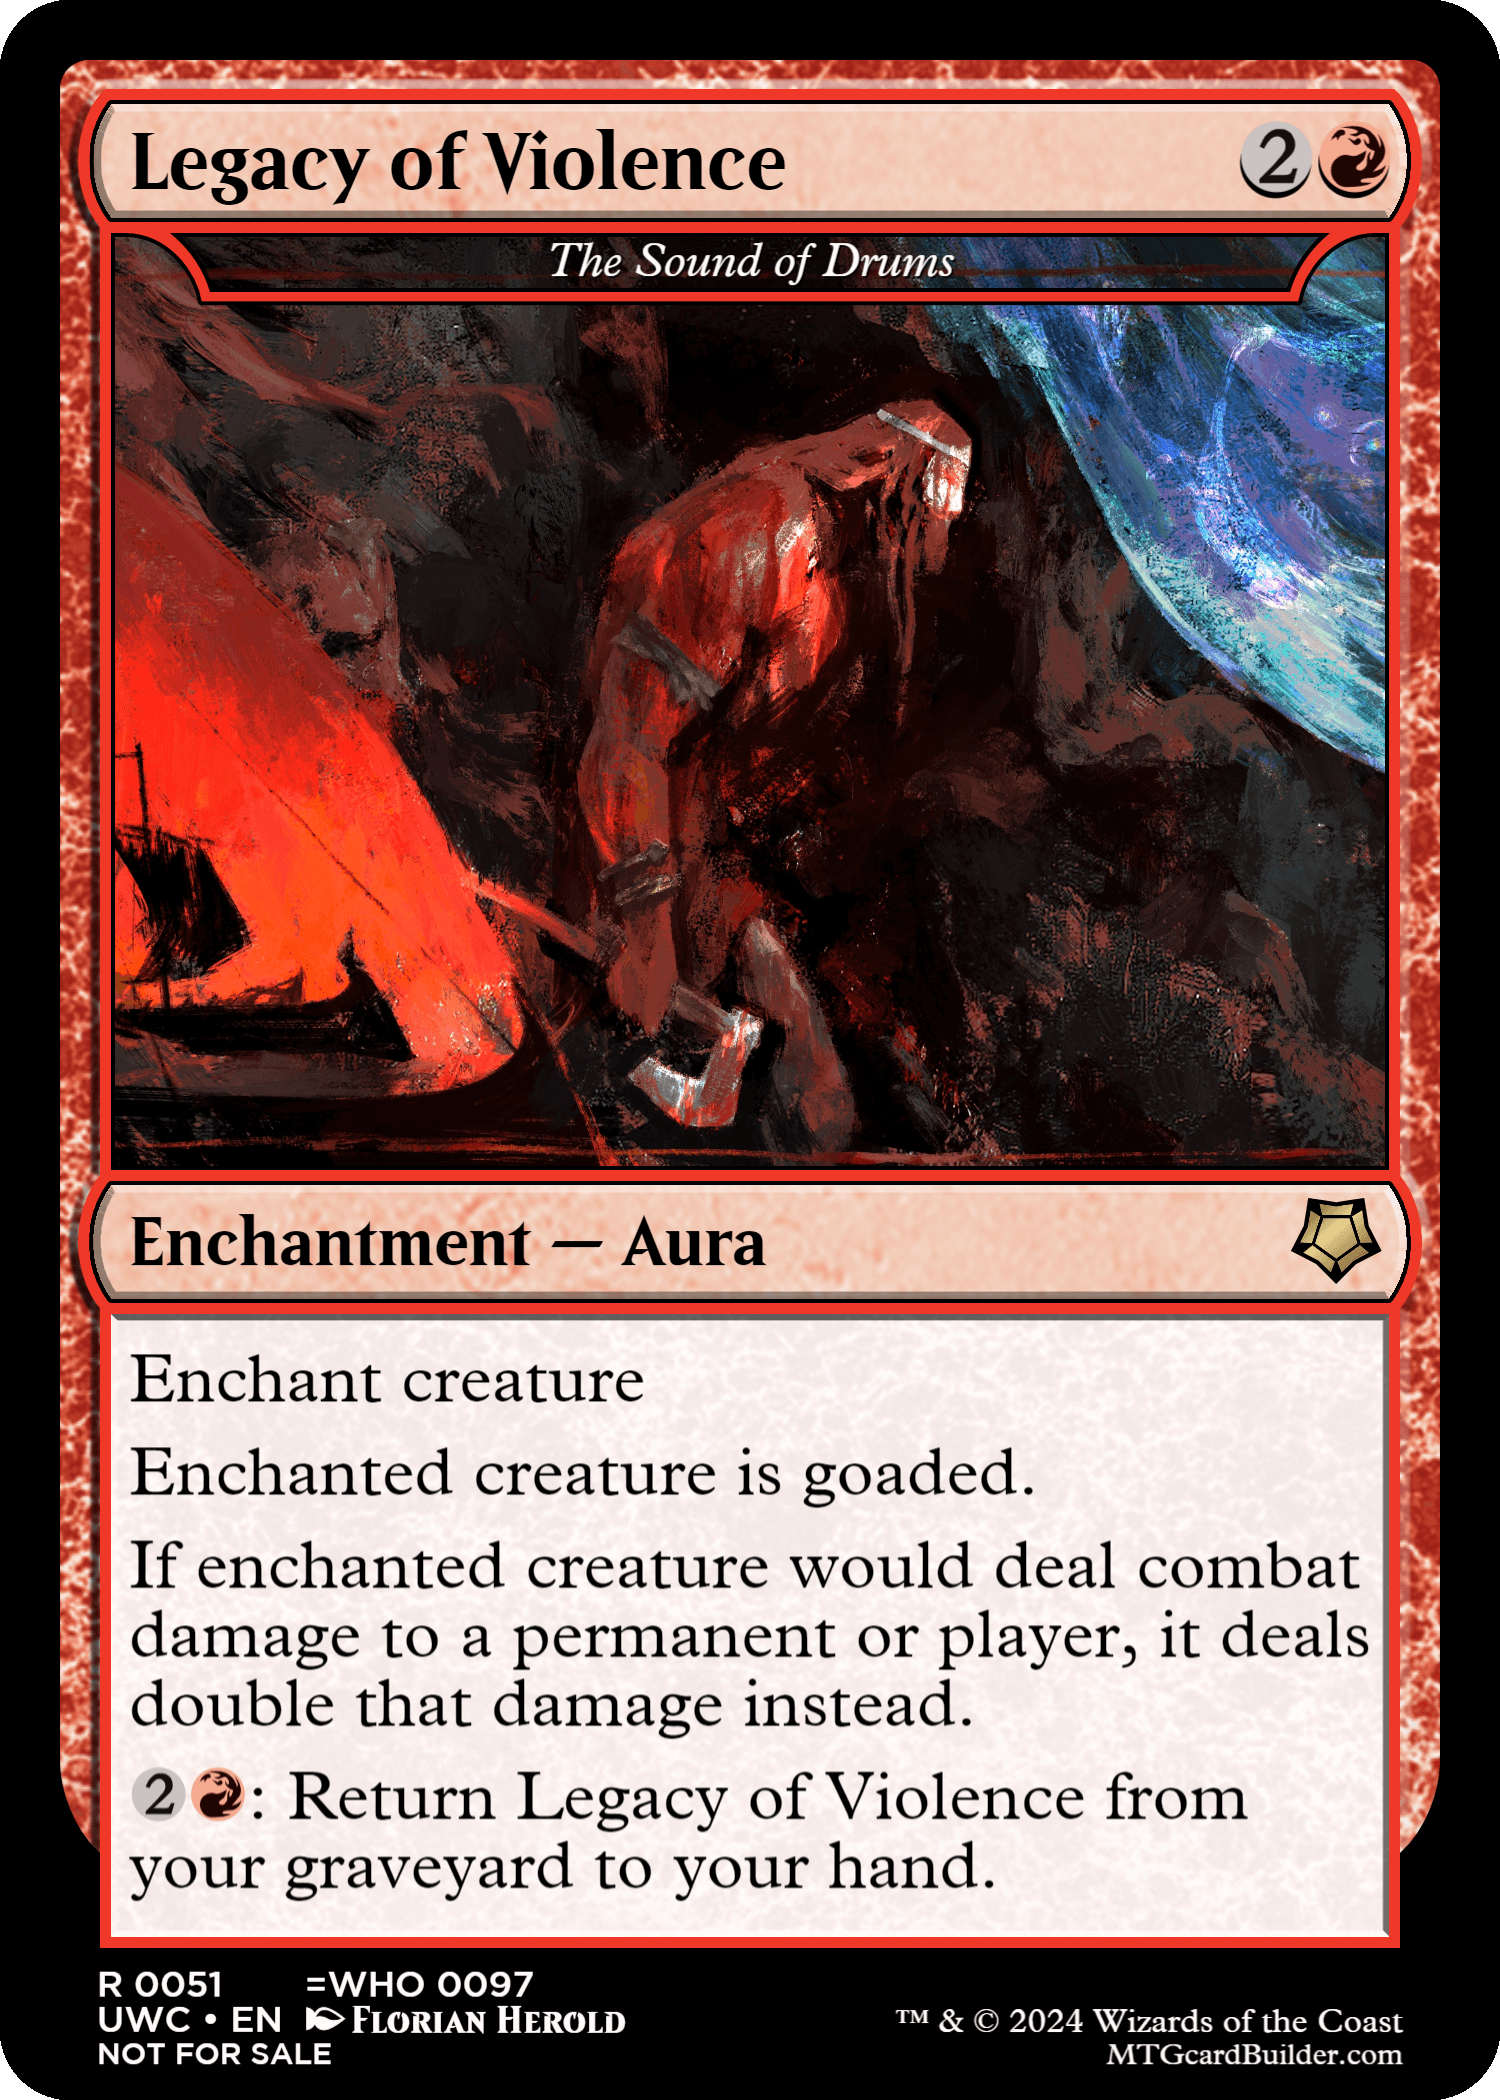 Legacy of Violence 2
The Sound of Drums
Enchantment — Aura
Enchant creature
Enchanted creature is goaded.
If enchanted creature would deal combat
damage to a permanent or player, it deals
double that damage instead.
2 : Return Legacy of Violence from
your graveyard to your hand.
R 0051 =WHO 0097
UWC • EN Florian Herold
NOT FOR SALE
™ & © 2024 Wizards of the Coast
MTGcardBuilder.com